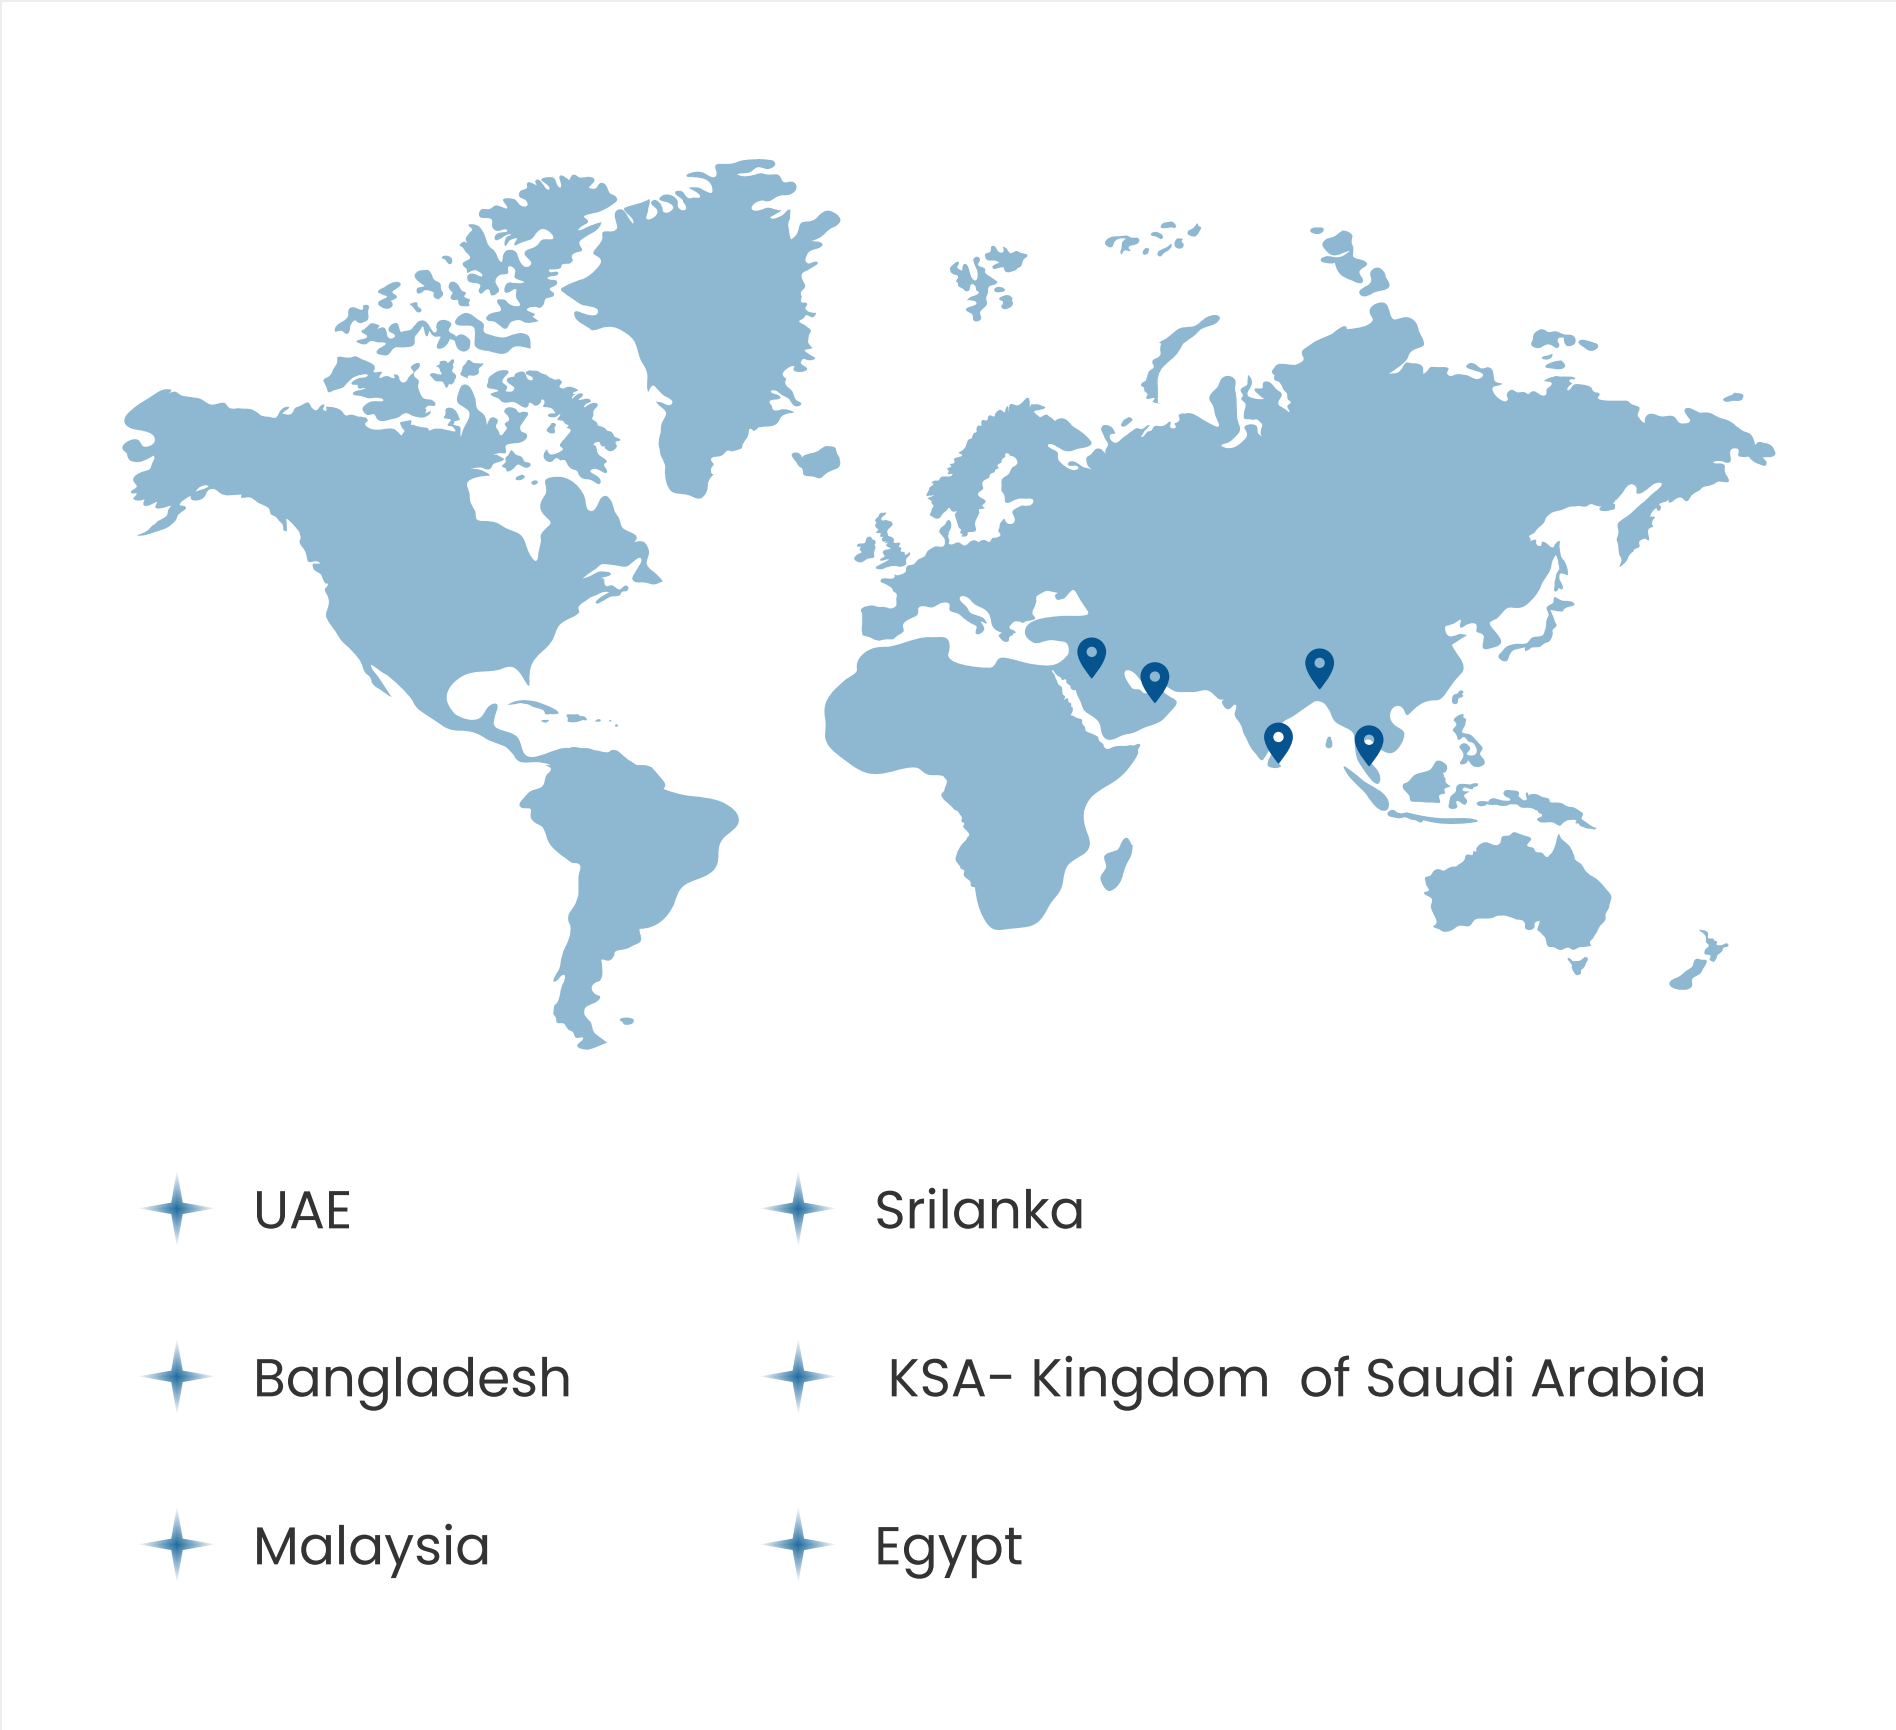 UAE
Srilanka
Bangladesh
KSA- Kingdom  of Saudi Arabia
Malaysia
Egypt